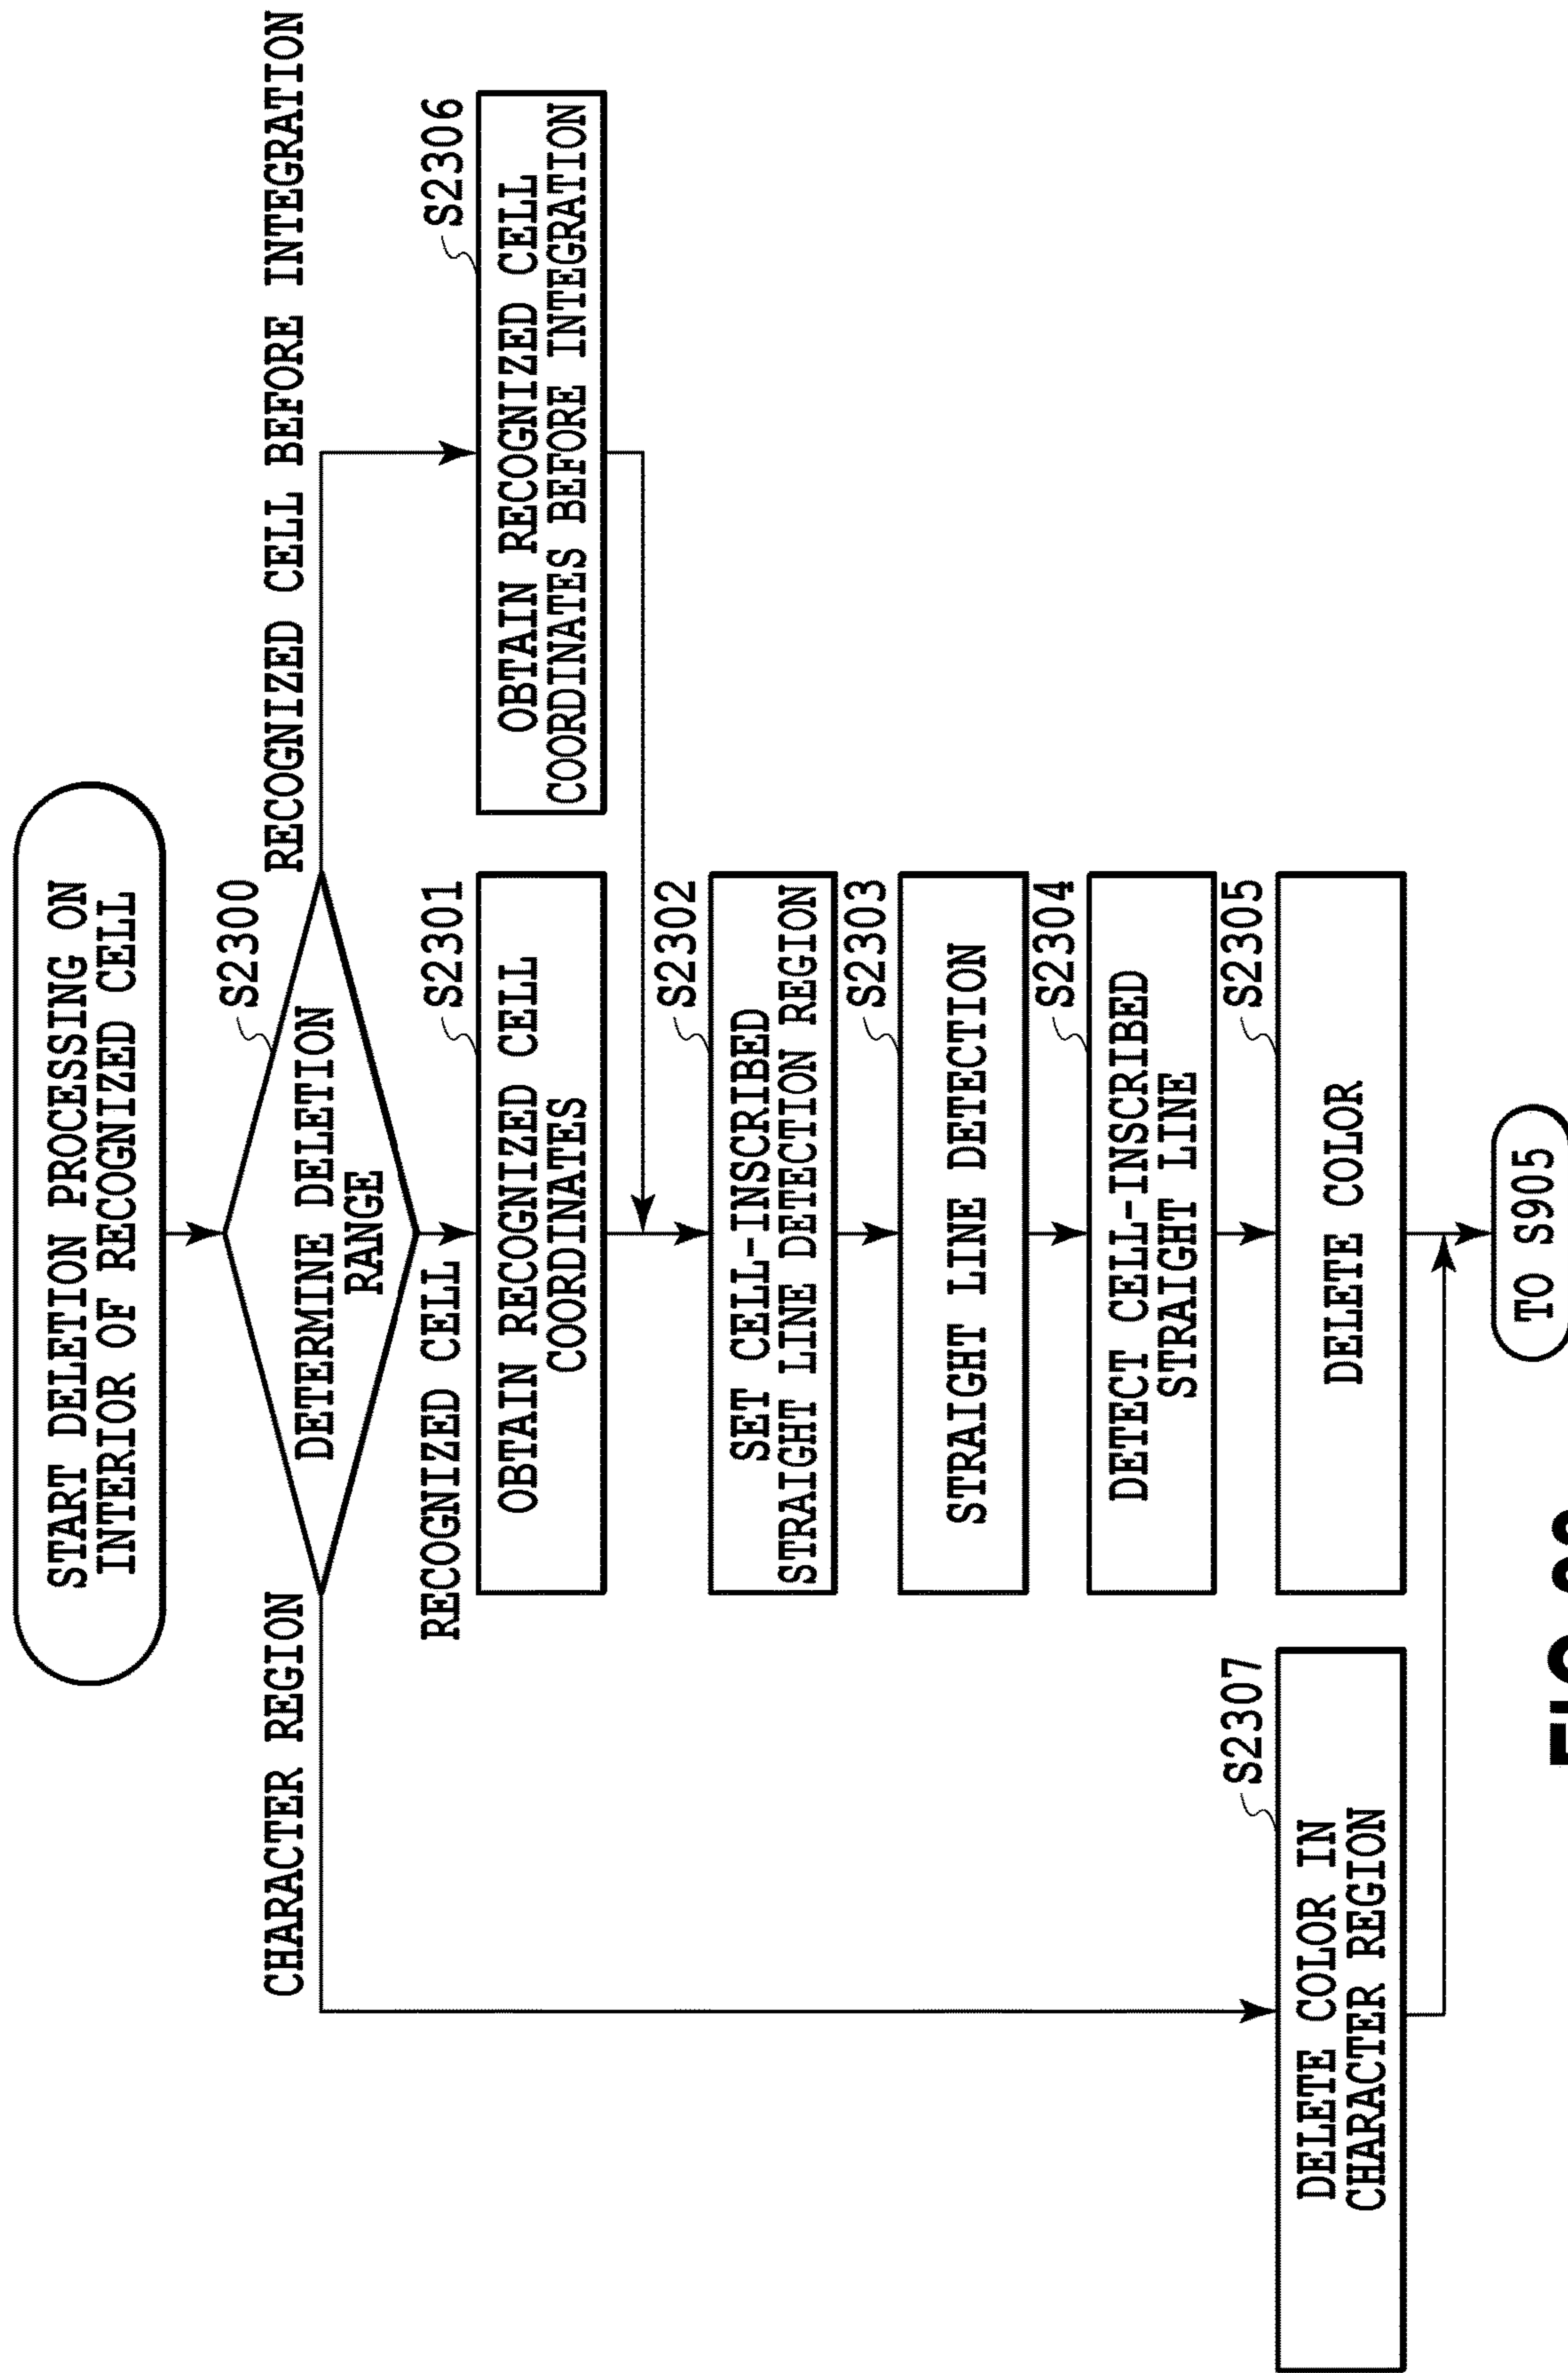 START DELETION PROCESSING ON
INTERIOR OF RECOGNIZED CELL
S2300
DETERMINE DELETION
RANGE
CHARACTER REGION
RECOGNIZED CELL BEFORE INTEGRATION
RECOGNIZED CELL
S2301
OBTAIN RECOGNIZED CELL
COORDINATES
S2306
OBTAIN RECOGNIZED CELL
COORDINATES BEFORE INTEGRATION
S2302
SET CELL-INSCRIBED
STRAIGHT LINE DETECTION REGION
S2303
STRAIGHT LINE DETECTION
S2304
DETECT CELL-INSCRIBED
STRAIGHT LINE
S2307
DELETE COLOR IN
CHARACTER REGION
S2305
DELETE COLOR
TO S905